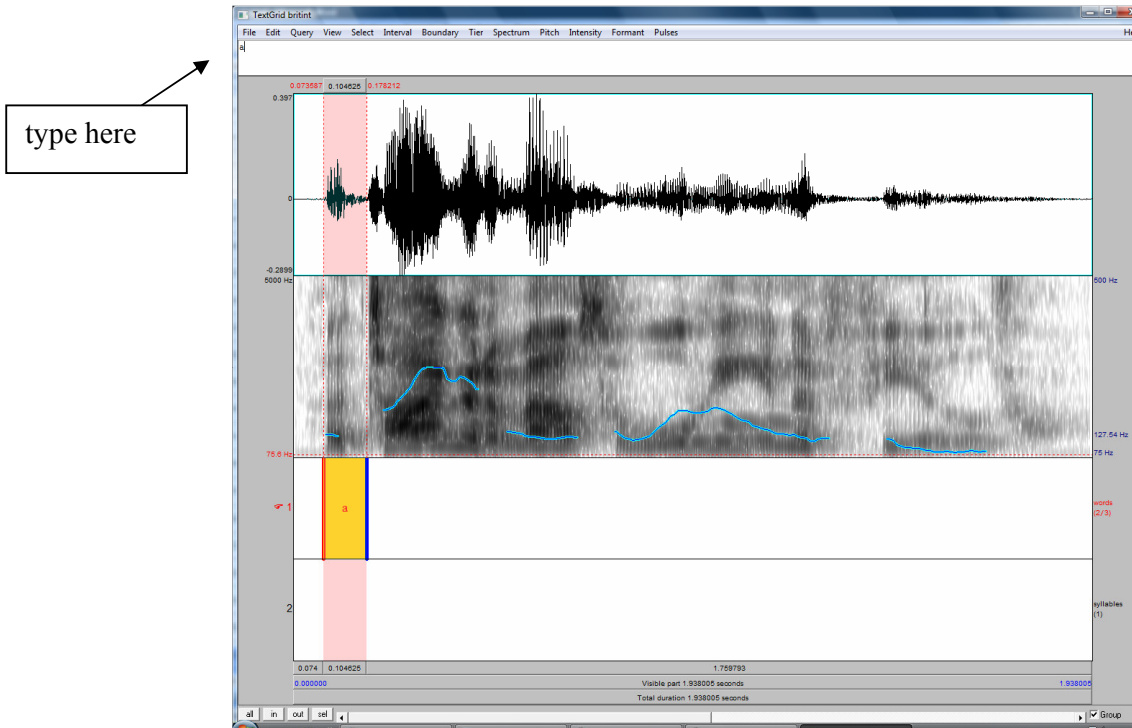 TextGrid britint
File Edit Query View Select Interval Boundary Tier Spectrum Pitch Intensity Formant Pulses He
a
type here
0.073587 0.104625 0.178212
0.397
0
-0.2899
5000 Hz 500 Hz
127.54 Hz
75.6 Hz 75 Hz
1 a words
(2/3)
2 syllables
(1)
0.074 0.104625 1.759793
0.000000 Visible part 1.938005 seconds 1.938005
Total duration 1.938005 seconds
all in out sel Group